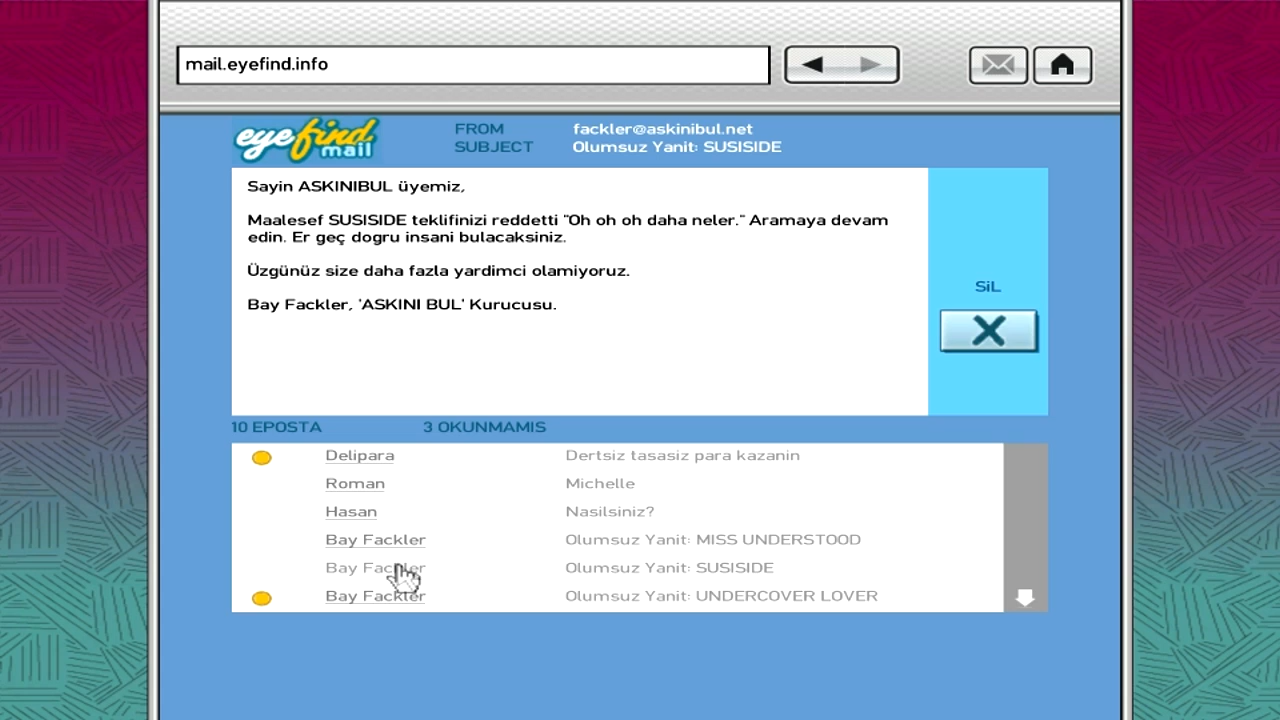 mail.eyefind.info
eyefind mail
FROM fackler@askinibul.net
SUBJECT Olumsuz Yanit: SUSISIDE
Sayin ASKINIBUL üyemiz,
Maalesef SUSISIDE teklifinizi reddetti "Oh oh oh daha neler." Aramaya devam
edin. Er geç dogru insani bulacaksiniz.
Üzgünüz size daha fazla yardimci olamiyoruz.
Bay Fackler, 'ASKINI BUL' Kurucusu.
SiL
10 EPOSTA 3 OKUNMAMIS
Delipara Dertsiz tasasiz para kazanin
Roman Michelle
Hasan Nasilsiniz?
Bay Fackler Olumsuz Yanit: MISS UNDERSTOOD
Bay Fackler Olumsuz Yanit: SUSISIDE
Bay Fackler Olumsuz Yanit: UNDERCOVER LOVER